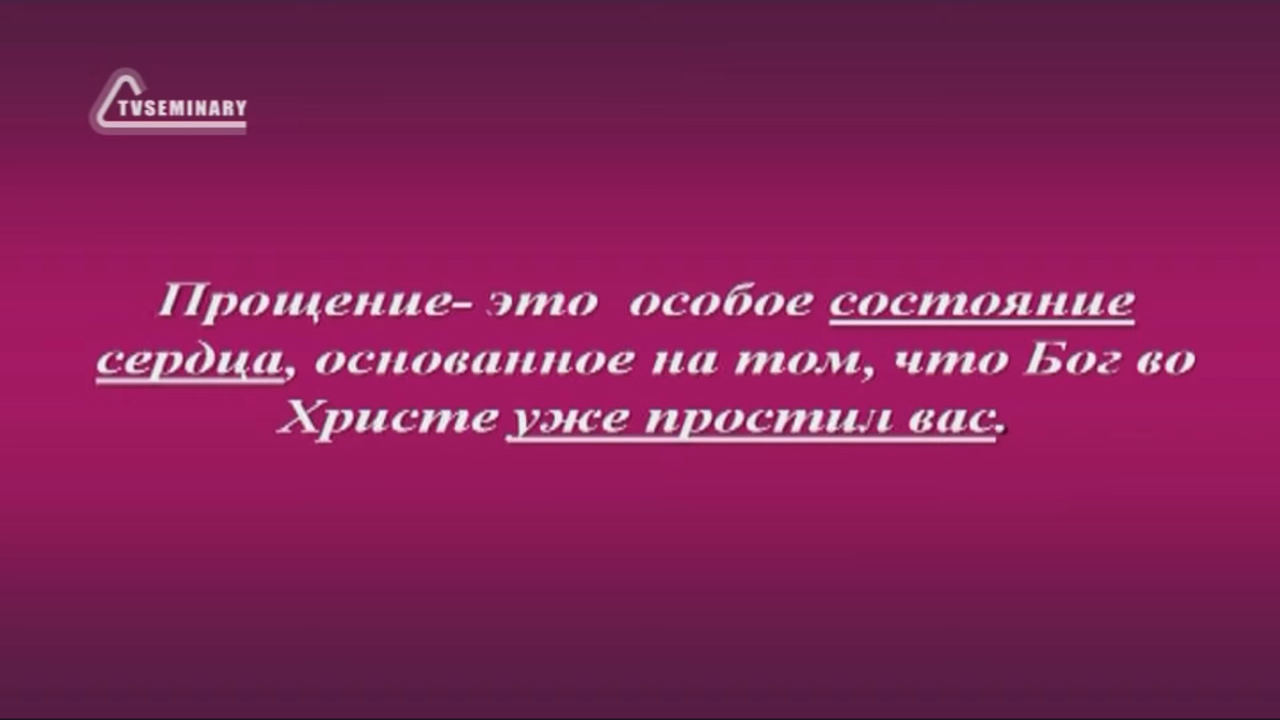 TVSEMINARY
Прощение- это  особое состояние
сердца, основанное на том, что Бог во
Христе уже простил вас.